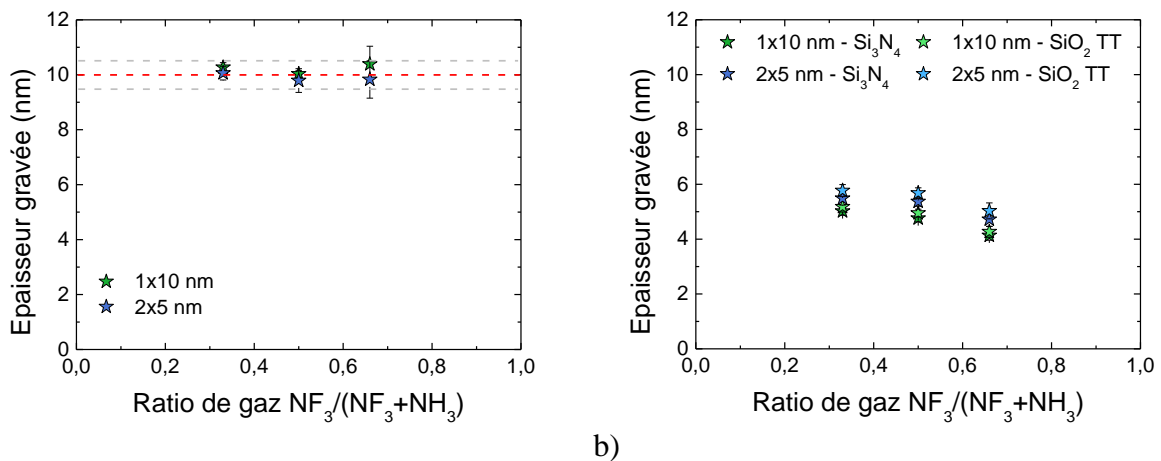 12
10
8
6
4
2
0
Epaisseur gravée (nm)
1x10 nm
2x5 nm
0,0 0,2 0,4 0,6 0,8 1,0
Ratio de gaz NF₃/(NF₃+NH₃)
12
10
8
6
4
2
0
Epaisseur gravée (nm)
1x10 nm - Si₃N₄ 1x10 nm - SiO₂ TT
2x5 nm - Si₃N₄ 2x5 nm - SiO₂ TT
0,0 0,2 0,4 0,6 0,8 1,0
Ratio de gaz NF₃/(NF₃+NH₃)
b)